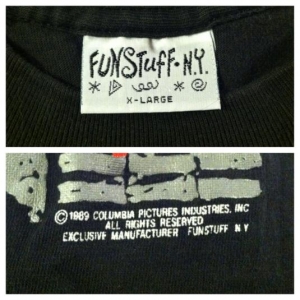 FUNSTUFF·N.Y.
X-LARGE
© 1989 COLUMBIA PICTURES INDUSTRIES, INC
ALL RIGHTS RESERVED
EXCLUSIVE MANUFACTURER FUNSTUFF N Y